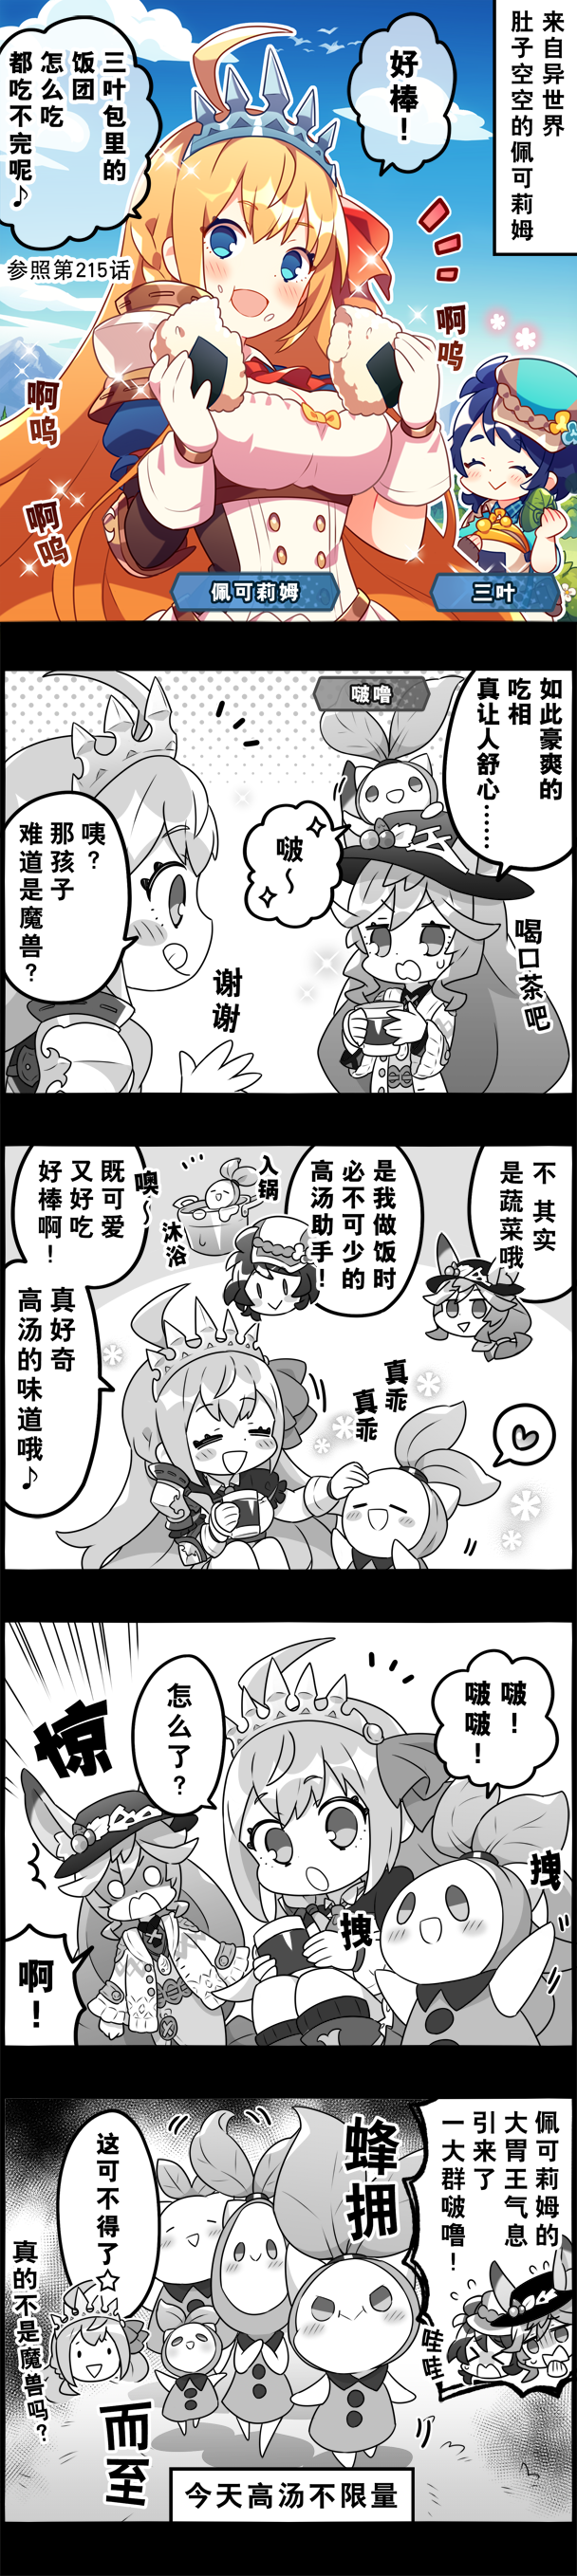 来自异世界
肚子空空的佩可莉姆
好棒！
三叶包里的
饭团
怎么吃
都吃不完呢♪
参照第215话
啊呜
啊呜
啊呜
佩可莉姆
三叶
如此豪爽的
吃相
真让人舒心……
啵噜
啵～
喝口茶吧
咦？
那孩子
难道是魔兽？
谢谢
不 其实
是蔬菜哦
是我做饭时
必不可少的
高汤助手！
入锅
沐浴
噢～
既可爱
又好吃
好棒啊！
真好奇
高汤的味道哦♪
真乖
真乖
啵！
啵啵！
怎么了？
惊
拽
拽
啊！
佩可莉姆的
大胃王气息
引来了
一大群啵噜！
哇哇
蜂拥
而至
这可不得了☆
真的不是魔兽吗？
今天高汤不限量